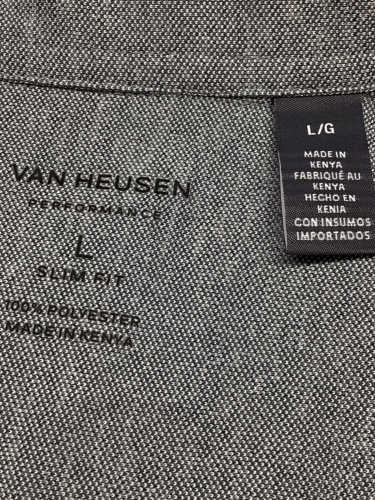 VAN HEUSEN
PERFORMANCE
L
SLIM FIT
100% POLYESTER
MADE IN KENYA
L/G
MADE IN
KENYA
FABRIQUÉ AU
KENYA
HECHO EN
KENIA
CON INSUMOS
IMPORTADOS